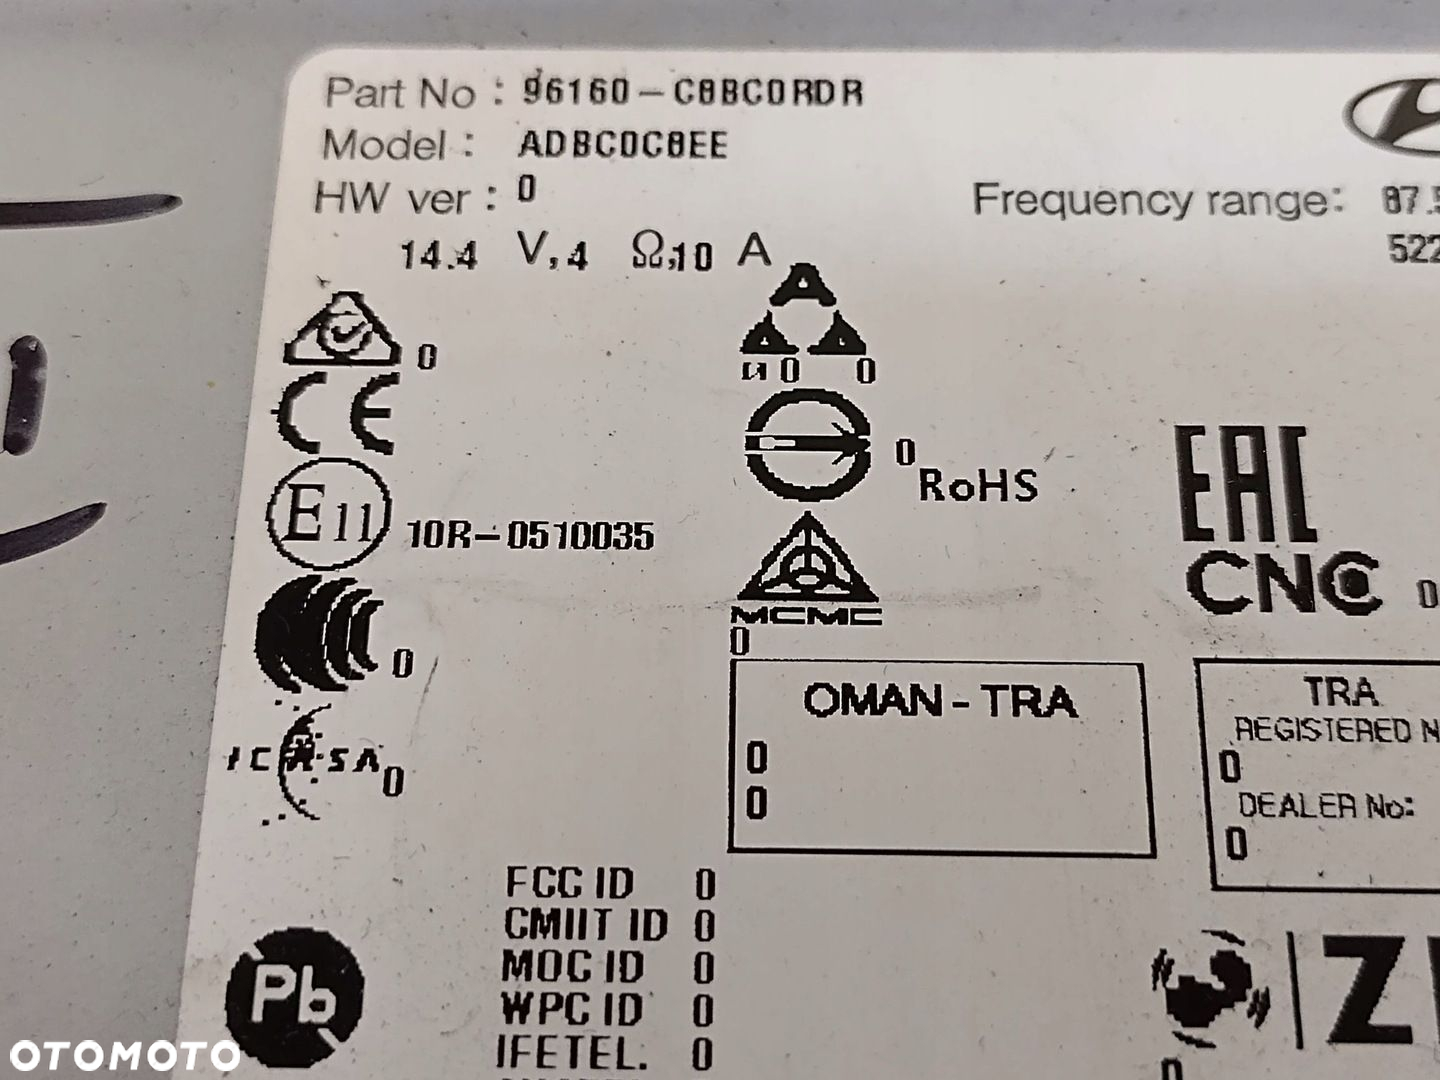 Part No : 96160-C8BC0RDR
Model : ADBC0C8EE
HW ver : 0
Frequency range: 87.5
522
14.4 V, 4 Ω, 10 A
A
0
CE
0 0
0
RoHS
E11 10R-0510035
EAC
CNC 0
MCMC
0
0
ICASA 0
OMAN - TRA
0
0
TRA
REGISTERED N
0
DEALER No:
0
FCC ID 0
CMIIT ID 0
MOC ID 0
WPC ID 0
IFETEL. 0
Pb
0
OTOMOTO